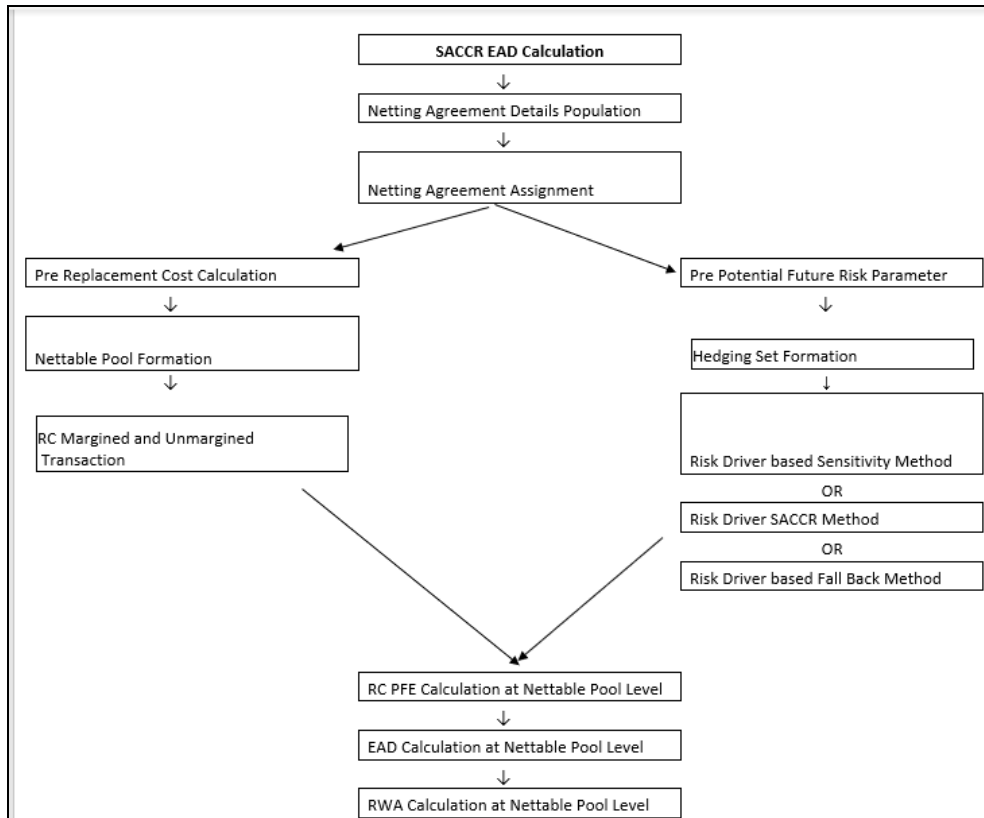 SACCR EAD Calculation
Netting Agreement Details Population
Netting Agreement Assignment
Pre Replacement Cost Calculation
Nettable Pool Formation
RC Margined and Unmargined
Transaction
Pre Potential Future Risk Parameter
Hedging Set Formation
Risk Driver based Sensitivity Method
OR
Risk Driver SACCR Method
OR
Risk Driver based Fall Back Method
RC PFE Calculation at Nettable Pool Level
EAD Calculation at Nettable Pool Level
RWA Calculation at Nettable Pool Level